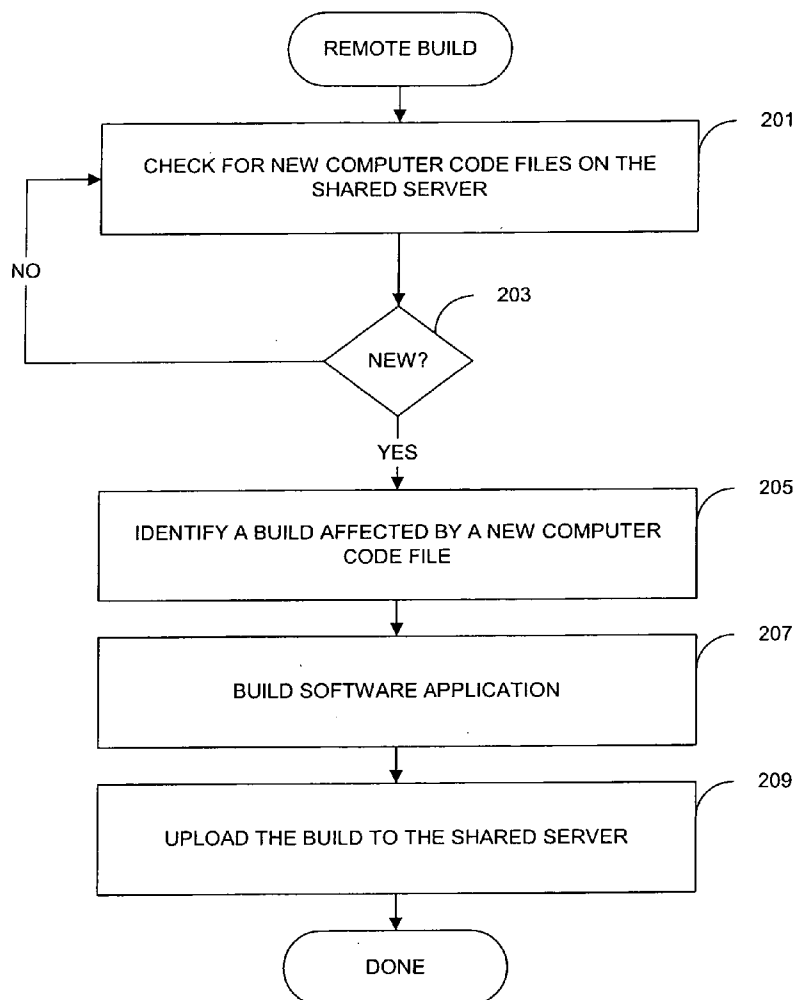 REMOTE BUILD
201
CHECK FOR NEW COMPUTER CODE FILES ON THE
SHARED SERVER
NO
203
NEW?
YES
205
IDENTIFY A BUILD AFFECTED BY A NEW COMPUTER
CODE FILE
207
BUILD SOFTWARE APPLICATION
209
UPLOAD THE BUILD TO THE SHARED SERVER
DONE